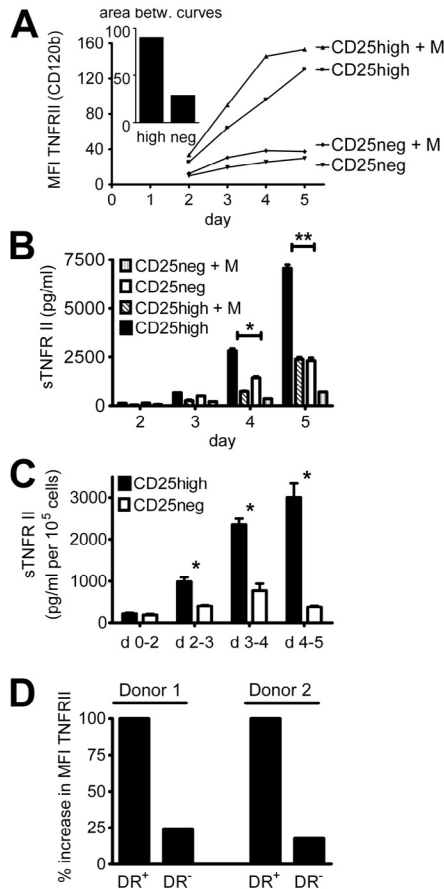 A
area betw. curves
100
50
0
high neg
MFI TNFRII (CD120b)
160
120
80
40
0
0 1 2 3 4 5
day
CD25high + M
CD25high
CD25neg + M
CD25neg
B
sTNFR II (pg/ml)
7500
5000
2500
0
CD25neg + M
CD25neg
CD25high + M
CD25high
*
**
2 3 4 5
day
C
sTNFR II
(pg/ml per 10⁵ cells)
3000
2000
1000
0
CD25high
CD25neg
*
*
*
d 0-2 d 2-3 d 3-4 d 4-5
D
Donor 1 Donor 2
% increase in MFI TNFRII
100
75
50
25
0
DR⁺ DR⁻ DR⁺ DR⁻